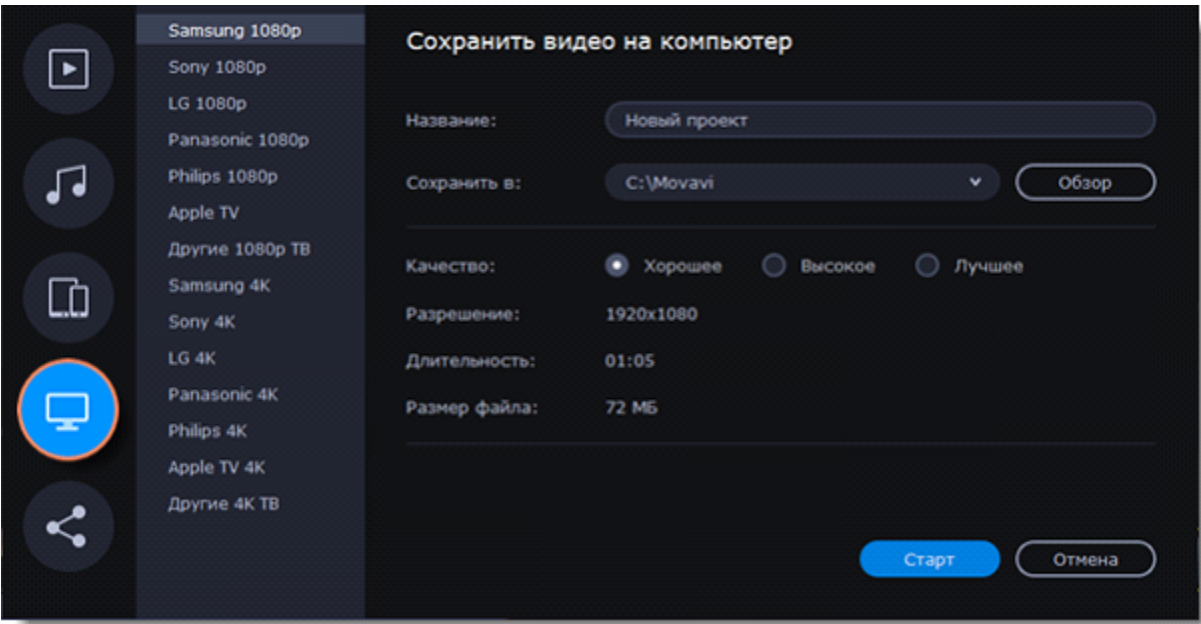 Samsung 1080p
Sony 1080p
LG 1080p
Panasonic 1080p
Philips 1080p
Apple TV
Другие 1080p ТВ
Samsung 4K
Sony 4K
LG 4K
Panasonic 4K
Philips 4K
Apple TV 4K
Другие 4K ТВ
Сохранить видео на компьютер
Название: Новый проект
Сохранить в: C:\Movavi Обзор
Качество: Хорошее Высокое Лучшее
Разрешение: 1920x1080
Длительность: 01:05
Размер файла: 72 МБ
Старт Отмена